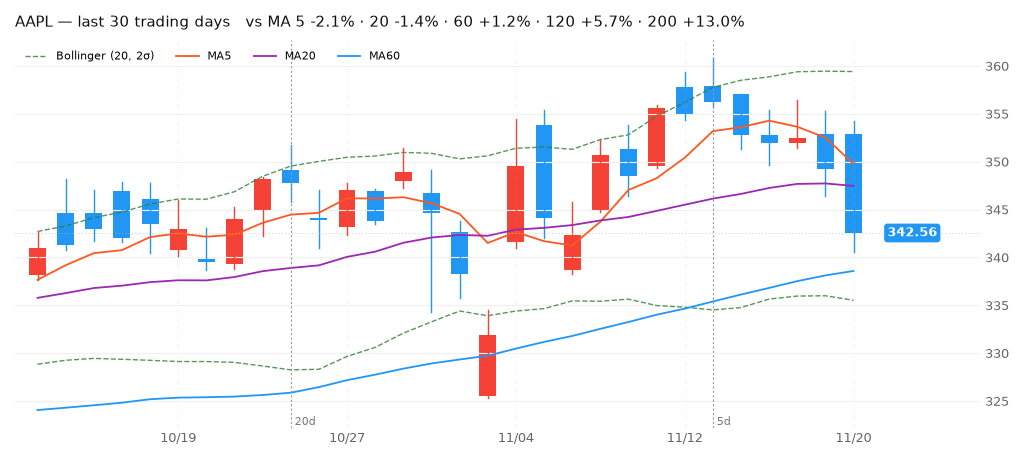 AAPL — last 30 trading days vs MA 5 -2.1% · 20 -1.4% · 60 +1.2% · 120 +5.7% · 200 +13.0%
Bollinger (20, 2σ) MA5 MA20 MA60
360
355
350
345
342.56
340
335
330
325
20d 5d
10/19 10/27 11/04 11/12 11/20